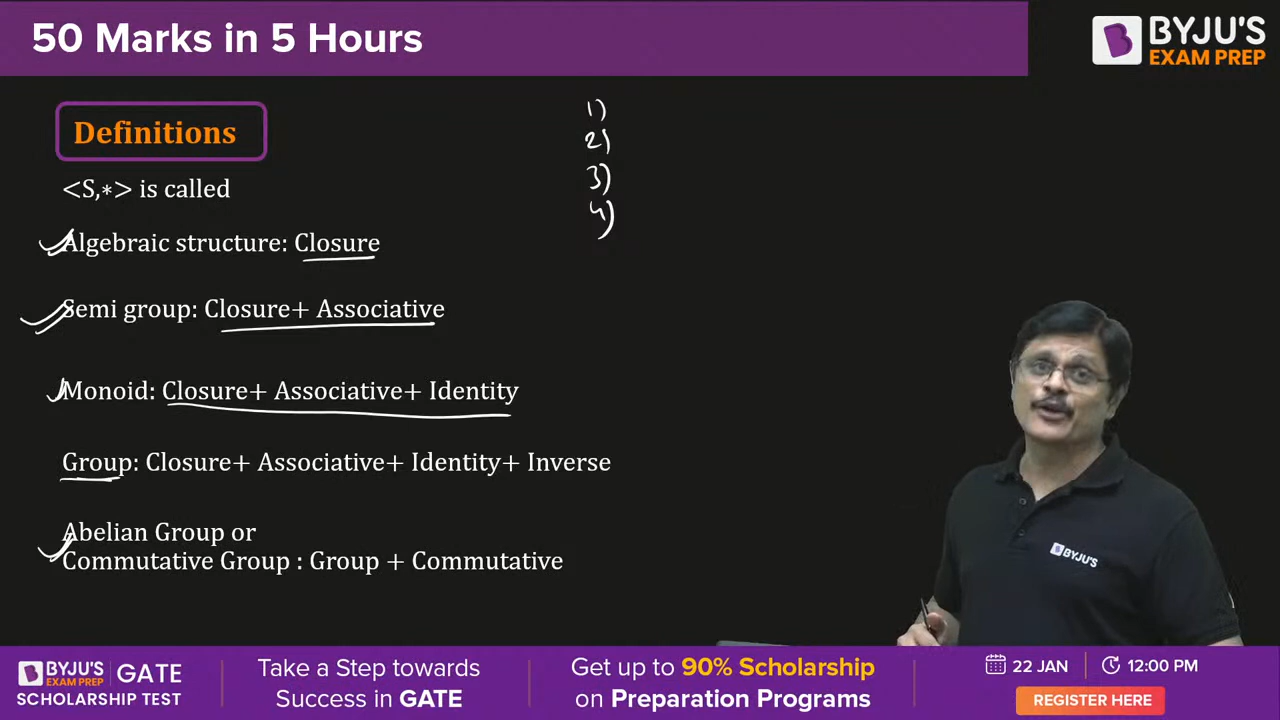 50 Marks in 5 Hours
BYJU'S
EXAM PREP
Definitions
<S,*> is called
Algebraic structure: Closure
Semi group: Closure+ Associative
Monoid: Closure+ Associative+ Identity
Group: Closure+ Associative+ Identity+ Inverse
Abelian Group or
Commutative Group : Group + Commutative
1)
2)
3)
4)
BYJU'S
BYJU'S
EXAM PREP
GATE
SCHOLARSHIP TEST
Take a Step towards
Success in GATE
Get up to 90% Scholarship
on Preparation Programs
22 JAN
12:00 PM
REGISTER HERE